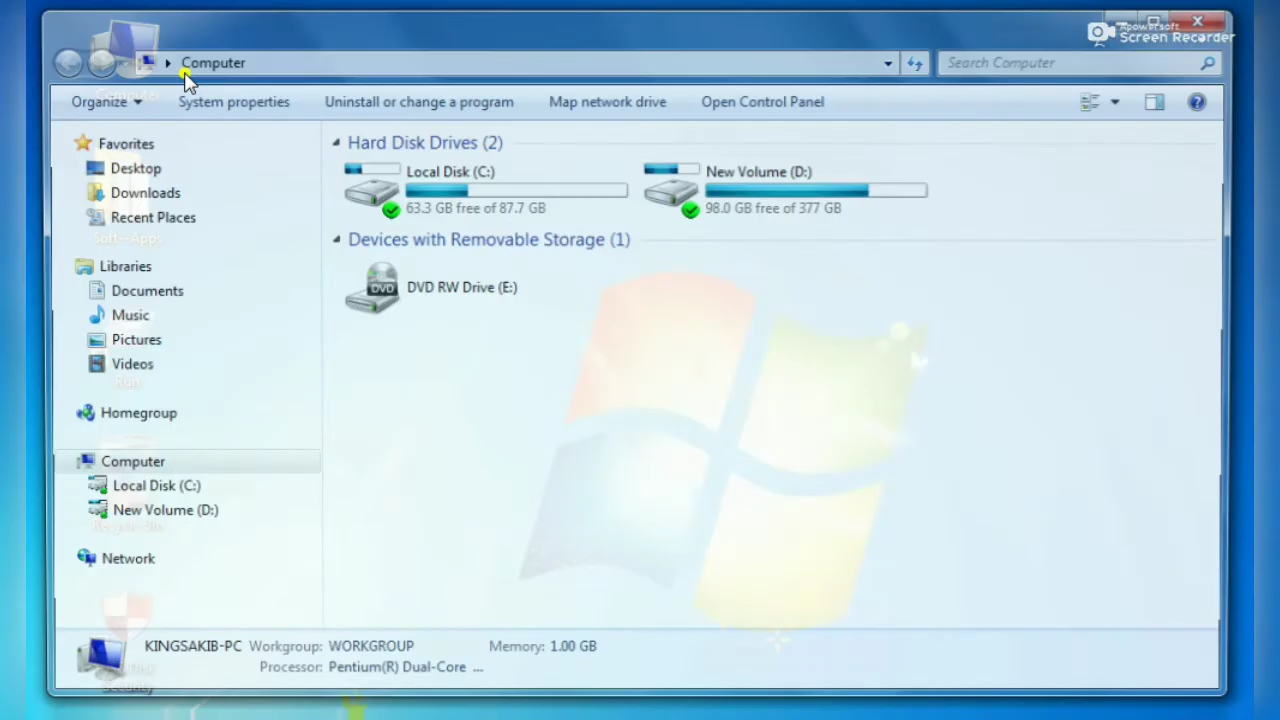 Apowersoft
Screen Recorder
Computer
Search Computer
Organize
System properties
Uninstall or change a program
Map network drive
Open Control Panel
Favorites
Desktop
Downloads
Recent Places
Libraries
Documents
Music
Pictures
Videos
Run
Homegroup
Computer
Local Disk (C:)
New Volume (D:)
Network
Hard Disk Drives (2)
Local Disk (C:)
63.3 GB free of 87.7 GB
New Volume (D:)
98.0 GB free of 377 GB
Devices with Removable Storage (1)
DVD
DVD RW Drive (E:)
KINGSAKIB-PC Workgroup: WORKGROUP Memory: 1.00 GB
Processor: Pentium(R) Dual-Core ...
Security